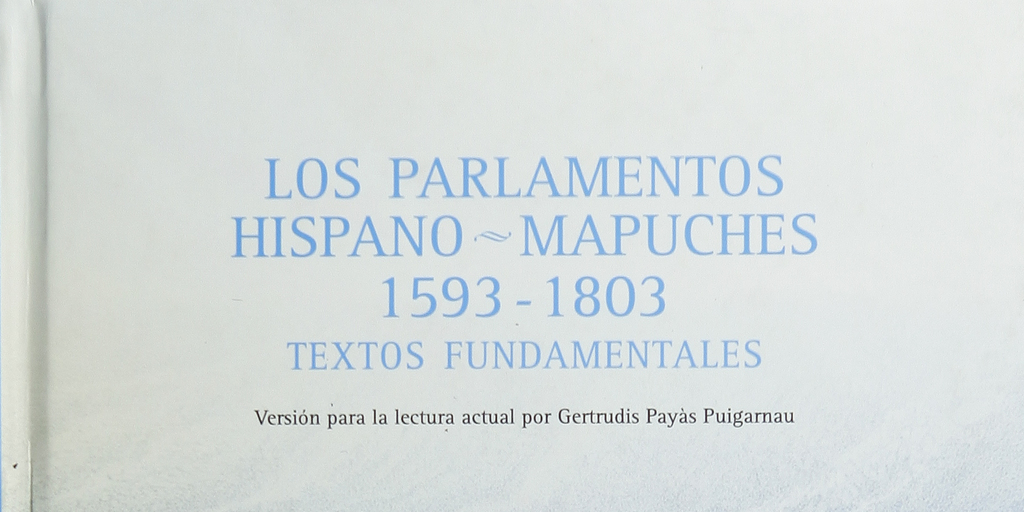 LOS PARLAMENTOS
HISPANO ~ MAPUCHES
1593 - 1803
TEXTOS FUNDAMENTALES
Versión para la lectura actual por Gertrudis Payàs Puigarnau